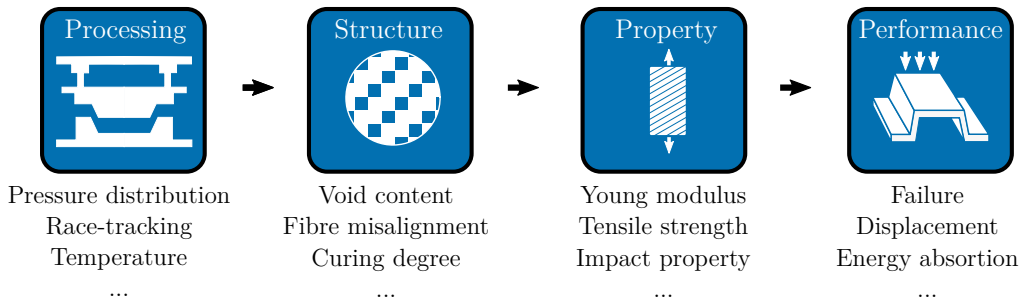 Processing
Structure
Property
Performance
Pressure distribution
Race-tracking
Temperature
...
Void content
Fibre misalignment
Curing degree
...
Young modulus
Tensile strength
Impact property
...
Failure
Displacement
Energy absortion
...